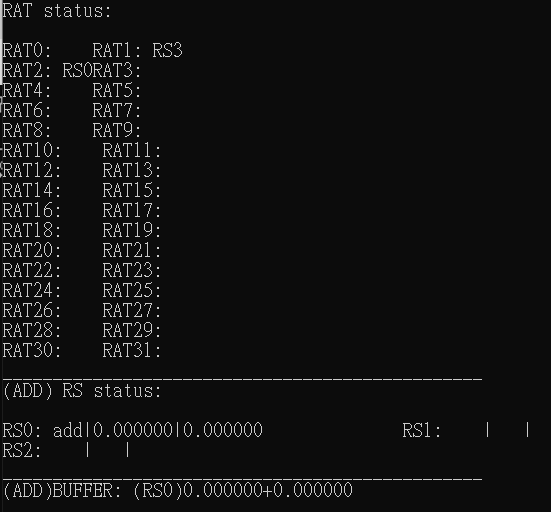 RAT status:
RAT0:    RAT1: RS3
RAT2: RS0RAT3:
RAT4:    RAT5:
RAT6:    RAT7:
RAT8:    RAT9:
RAT10:    RAT11:
RAT12:    RAT13:
RAT14:    RAT15:
RAT16:    RAT17:
RAT18:    RAT19:
RAT20:    RAT21:
RAT22:    RAT23:
RAT24:    RAT25:
RAT26:    RAT27:
RAT28:    RAT29:
RAT30:    RAT31:
________________________________________________
(ADD) RS status:
RS0: add|0.000000|0.000000              RS1:    |   |
RS2:    |   |
________________________________________________
(ADD)BUFFER: (RS0)0.000000+0.000000